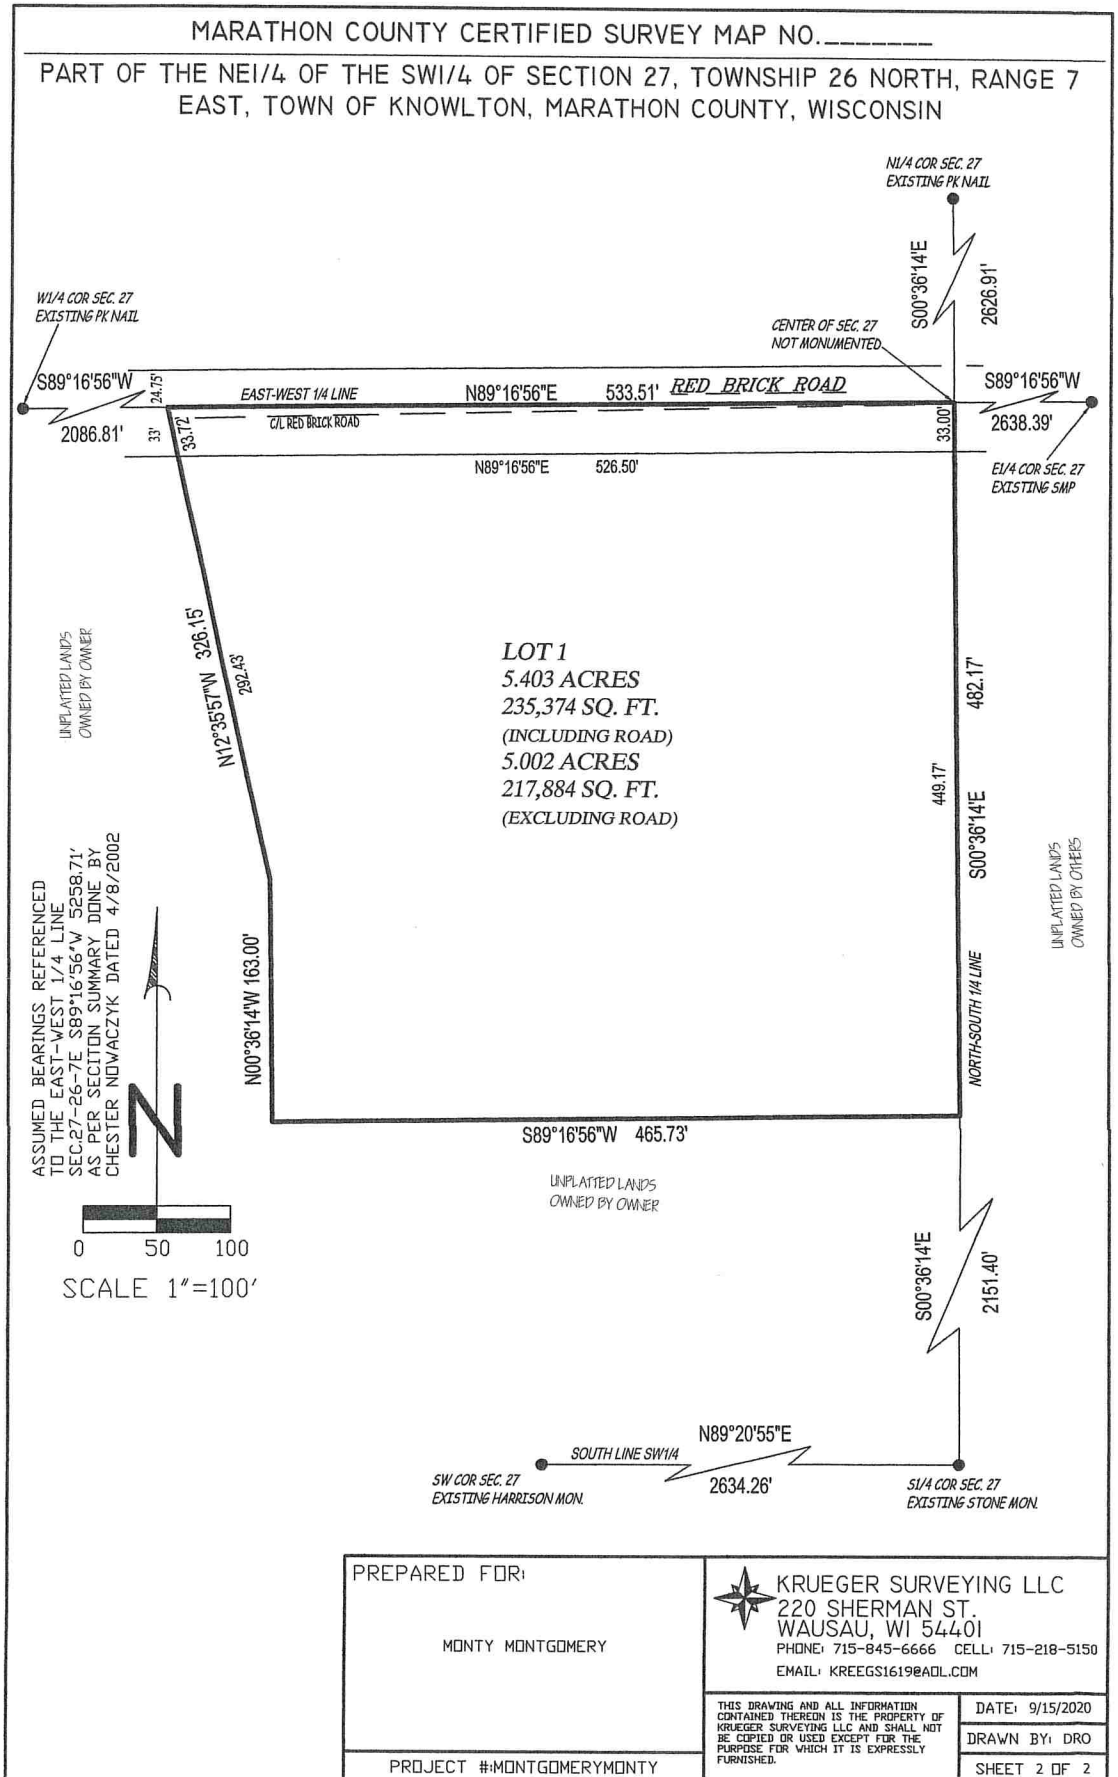 MARATHON COUNTY CERTIFIED SURVEY MAP NO._______
PART OF THE NE1/4 OF THE SW1/4 OF SECTION 27, TOWNSHIP 26 NORTH, RANGE 7
EAST, TOWN OF KNOWLTON, MARATHON COUNTY, WISCONSIN
N1/4 COR SEC. 27
EXISTING PK NAIL
S00°36'14"E
2626.91'
W1/4 COR SEC. 27
EXISTING PK NAIL
CENTER OF SEC. 27
NOT MONUMENTED
S89°16'56"W
2086.81'
24.75'
33'
33.72'
EAST-WEST 1/4 LINE
N89°16'56"E 533.51'
RED BRICK ROAD
C/L RED BRICK ROAD
33.00'
S89°16'56"W
2638.39'
N89°16'56"E 526.50'
E1/4 COR SEC. 27
EXISTING SMP
UNPLATTED LANDS
OWNED BY OWNER
N12°35'57"W 326.15'
292.43'
LOT 1
5.403 ACRES
235,374 SQ. FT.
(INCLUDING ROAD)
5.002 ACRES
217,884 SQ. FT.
(EXCLUDING ROAD)
449.17'
S00°36'14"E 482.17'
UNPLATTED LANDS
OWNED BY OTHERS
NORTH-SOUTH 1/4 LINE
ASSUMED BEARINGS REFERENCED
TO THE EAST-WEST 1/4 LINE
SEC.27-26-7E S89°16'56"W 5258.71'
AS PER SECITON SUMMARY DONE BY
CHESTER NOWACZYK DATED 4/8/2002
N
N00°36'14"W 163.00'
S89°16'56"W 465.73'
UNPLATTED LANDS
OWNED BY OWNER
0 50 100
SCALE 1"=100'
S00°36'14"E
2151.40'
N89°20'55"E
SOUTH LINE SW1/4
2634.26'
SW COR SEC. 27
EXISTING HARRISON MON.
S1/4 COR SEC. 27
EXISTING STONE MON.
PREPARED FOR:
MONTY MONTGOMERY
PROJECT #:MONTGOMERYMONTY
KRUEGER SURVEYING LLC
220 SHERMAN ST.
WAUSAU, WI 54401
PHONE: 715-845-6666 CELL: 715-218-5150
EMAIL: KREEGS1619@AOL.COM
THIS DRAWING AND ALL INFORMATION
CONTAINED THEREON IS THE PROPERTY OF
KRUEGER SURVEYING LLC AND SHALL NOT
BE COPIED OR USED EXCEPT FOR THE
PURPOSE FOR WHICH IT IS EXPRESSLY
FURNISHED.
DATE: 9/15/2020
DRAWN BY: DRO
SHEET 2 OF 2